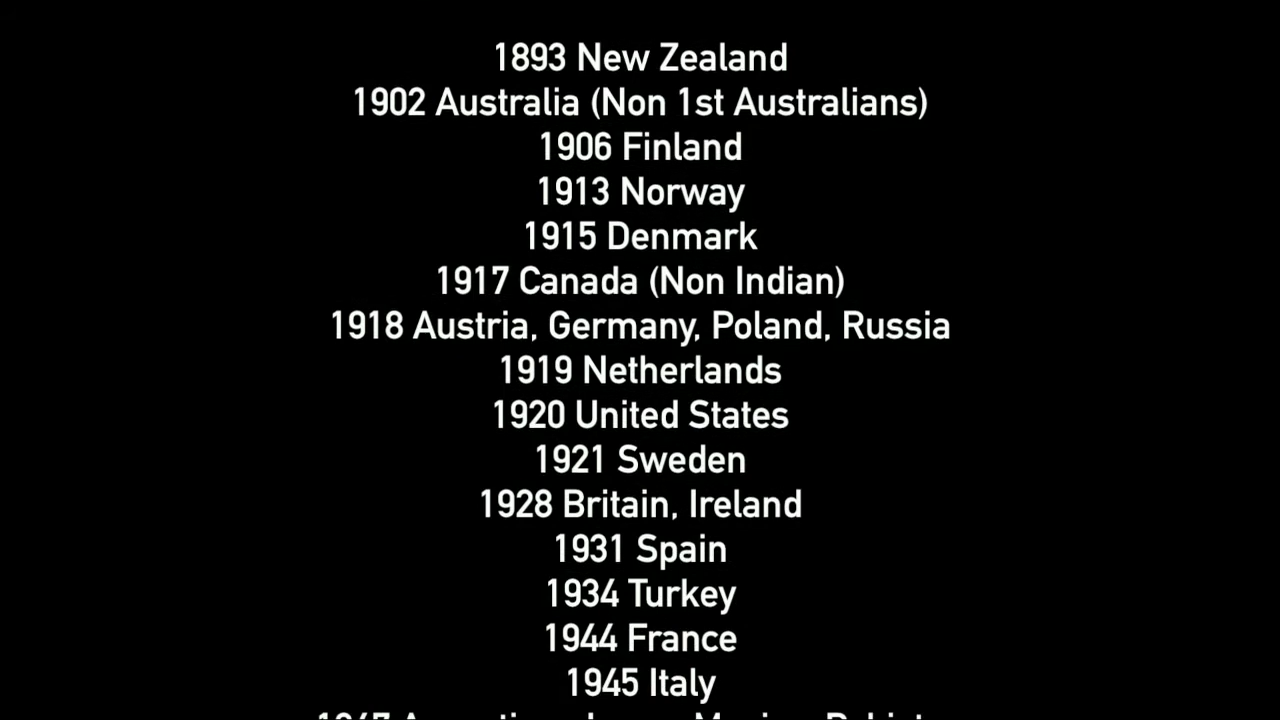 1893 New Zealand
1902 Australia (Non 1st Australians)
1906 Finland
1913 Norway
1915 Denmark
1917 Canada (Non Indian)
1918 Austria, Germany, Poland, Russia
1919 Netherlands
1920 United States
1921 Sweden
1928 Britain, Ireland
1931 Spain
1934 Turkey
1944 France
1945 Italy